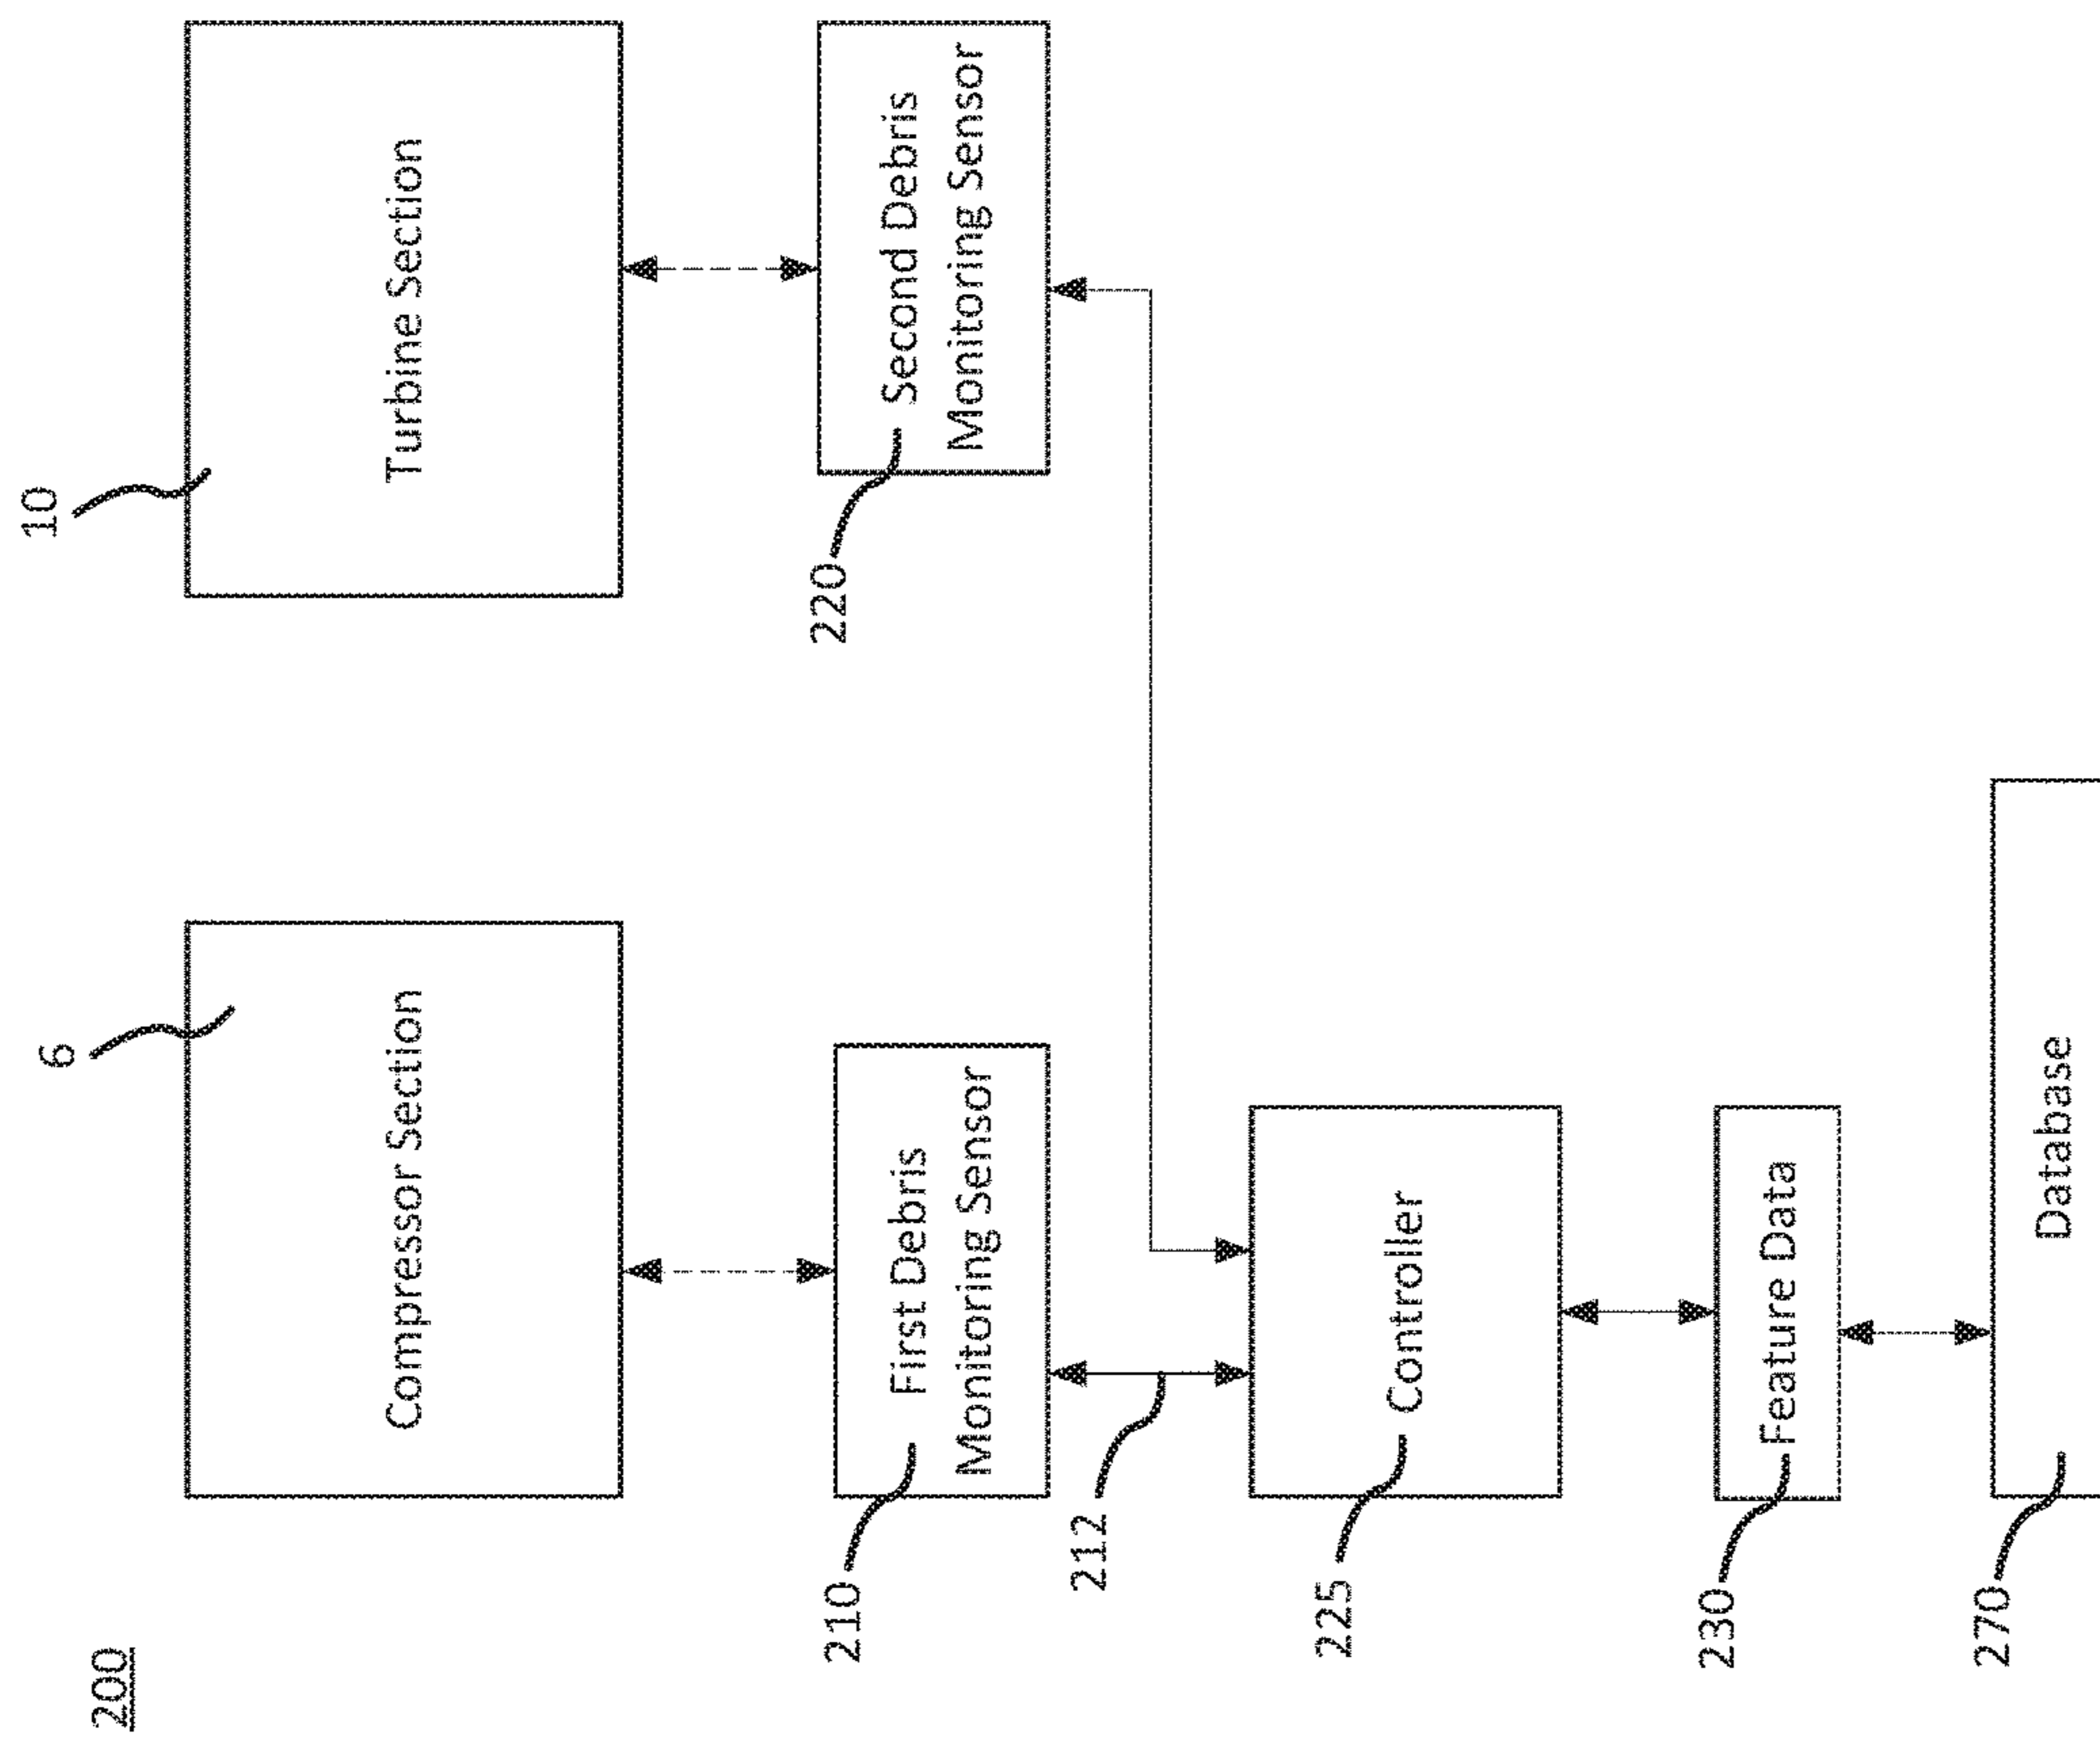 200
6
Compressor Section
10
Turbine Section
210
First Debris
Monitoring Sensor
220
Second Debris
Monitoring Sensor
212
225
Controller
230
Feature Data
270
Database